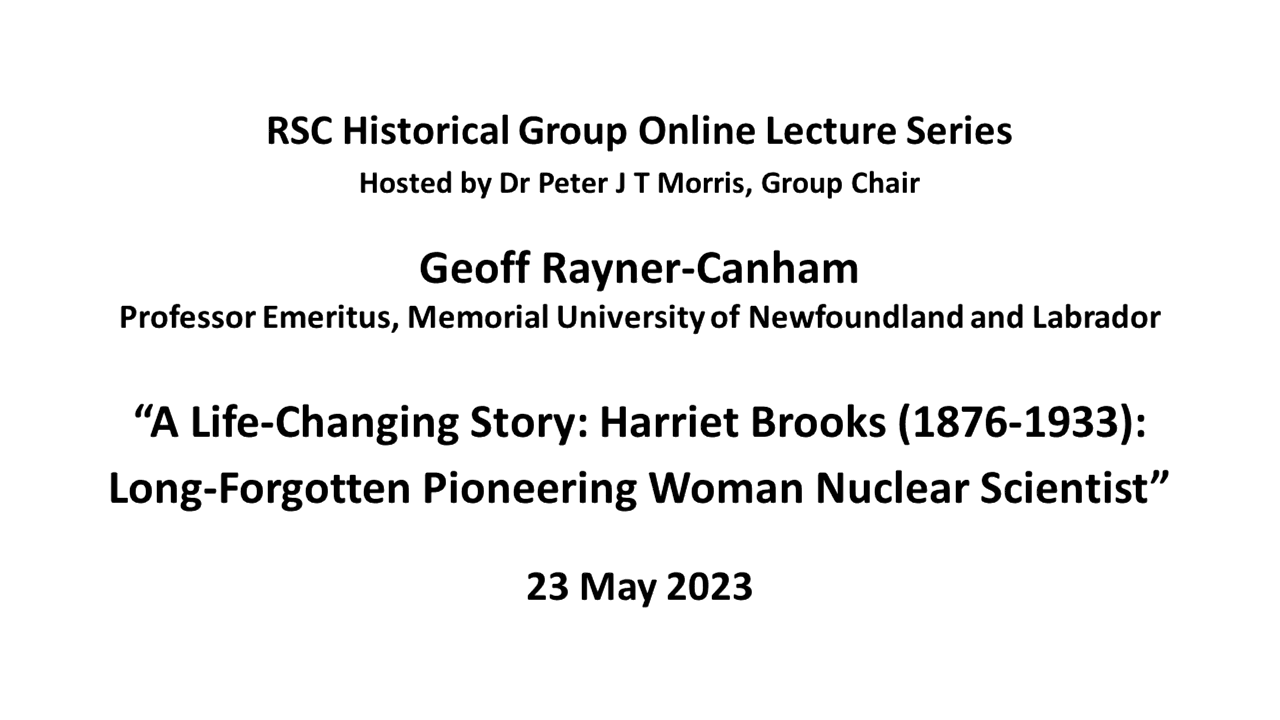 RSC Historical Group Online Lecture Series
Hosted by Dr Peter J T Morris, Group Chair
Geoff Rayner-Canham
Professor Emeritus, Memorial University of Newfoundland and Labrador
“A Life-Changing Story: Harriet Brooks (1876-1933):
Long-Forgotten Pioneering Woman Nuclear Scientist”
23 May 2023